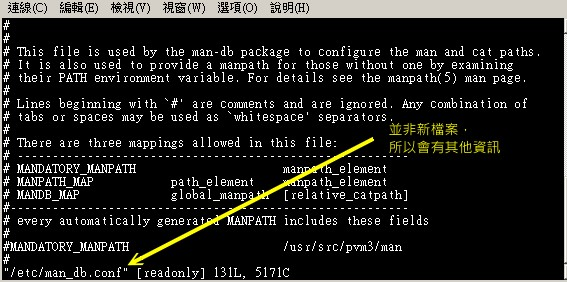 連線(C) 編輯(E) 檢視(V) 視窗(W) 選項(O) 說明(H)
#
#
# This file is used by the man-db package to configure the man and cat paths.
# It is also used to provide a manpath for those without one by examining
# their PATH environment variable. For details see the manpath(5) man page.
#
# Lines beginning with `#' are comments and are ignored. Any combination of
# tabs or spaces may be used as `whitespace' separators.
#
# There are three mappings allowed in this file:
並非新檔案，
所以會有其他資訊
# --------------------------------------------------------
# MANDATORY_MANPATH manpath_element
# MANPATH_MAP path_element manpath_element
# MANDB_MAP global_manpath [relative_catpath]
#---------------------------------------------------------
# every automatically generated MANPATH includes these fields
#
#MANDATORY_MANPATH /usr/src/pvm3/man
#
"/etc/man_db.conf" [readonly] 131L, 5171C